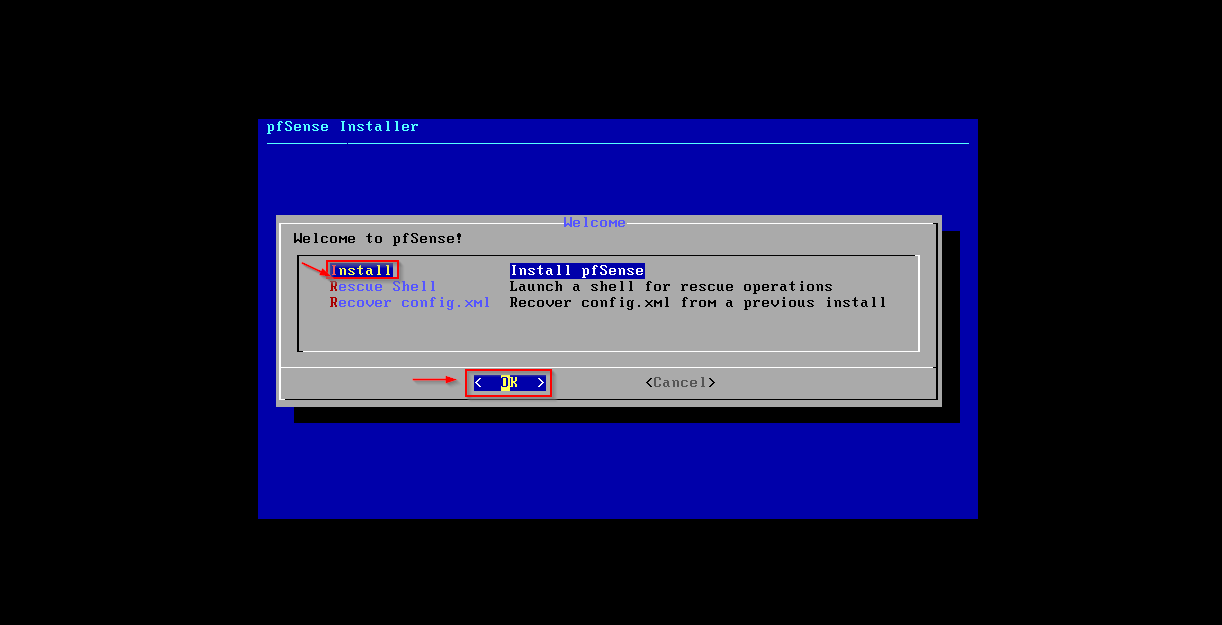 pfSense Installer
Welcome
Welcome to pfSense!
Install Install pfSense
Rescue Shell Launch a shell for rescue operations
Recover config.xml Recover config.xml from a previous install
< OK > <Cancel>